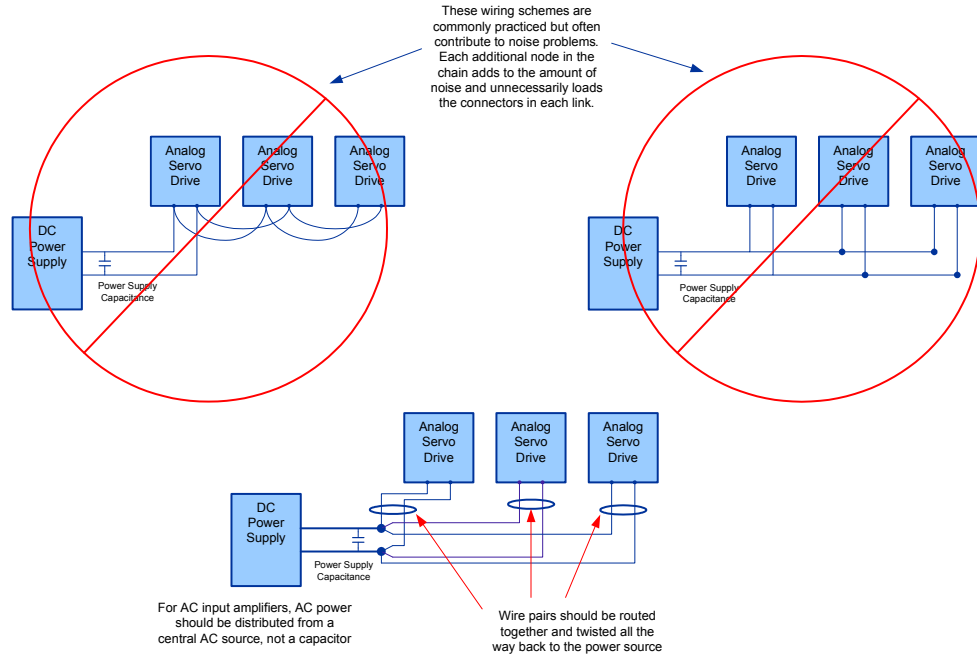 These wiring schemes are
commonly practiced but often
contribute to noise problems.
Each additional node in the
chain adds to the amount of
noise and unnecessarily loads
the connectors in each link.
Analog
Servo
Drive
Analog
Servo
Drive
Analog
Servo
Drive
DC
Power
Supply
Power Supply
Capacitance
Analog
Servo
Drive
Analog
Servo
Drive
Analog
Servo
Drive
DC
Power
Supply
Power Supply
Capacitance
Analog
Servo
Drive
Analog
Servo
Drive
Analog
Servo
Drive
DC
Power
Supply
Power Supply
Capacitance
For AC input amplifiers, AC power
should be distributed from a
central AC source, not a capacitor
Wire pairs should be routed
together and twisted all the
way back to the power source